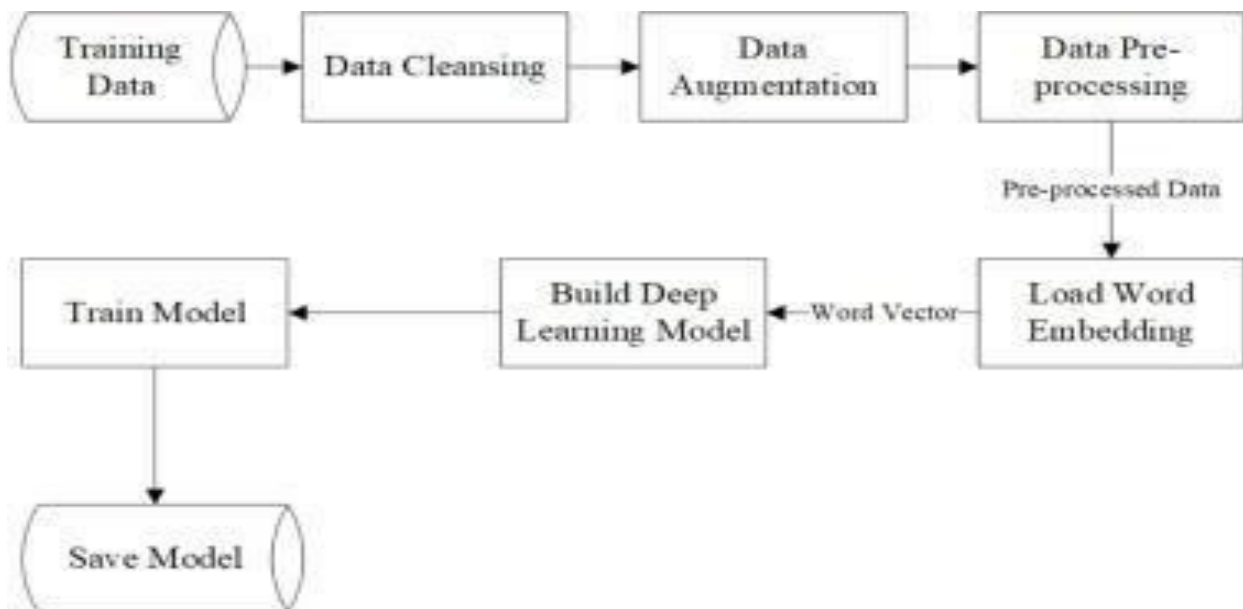 Training
Data
Data Cleansing
Data
Augmentation
Data Pre-
processing
Pre-processed Data
Load Word
Embedding
Word Vector
Build Deep
Learning Model
Train Model
Save Model